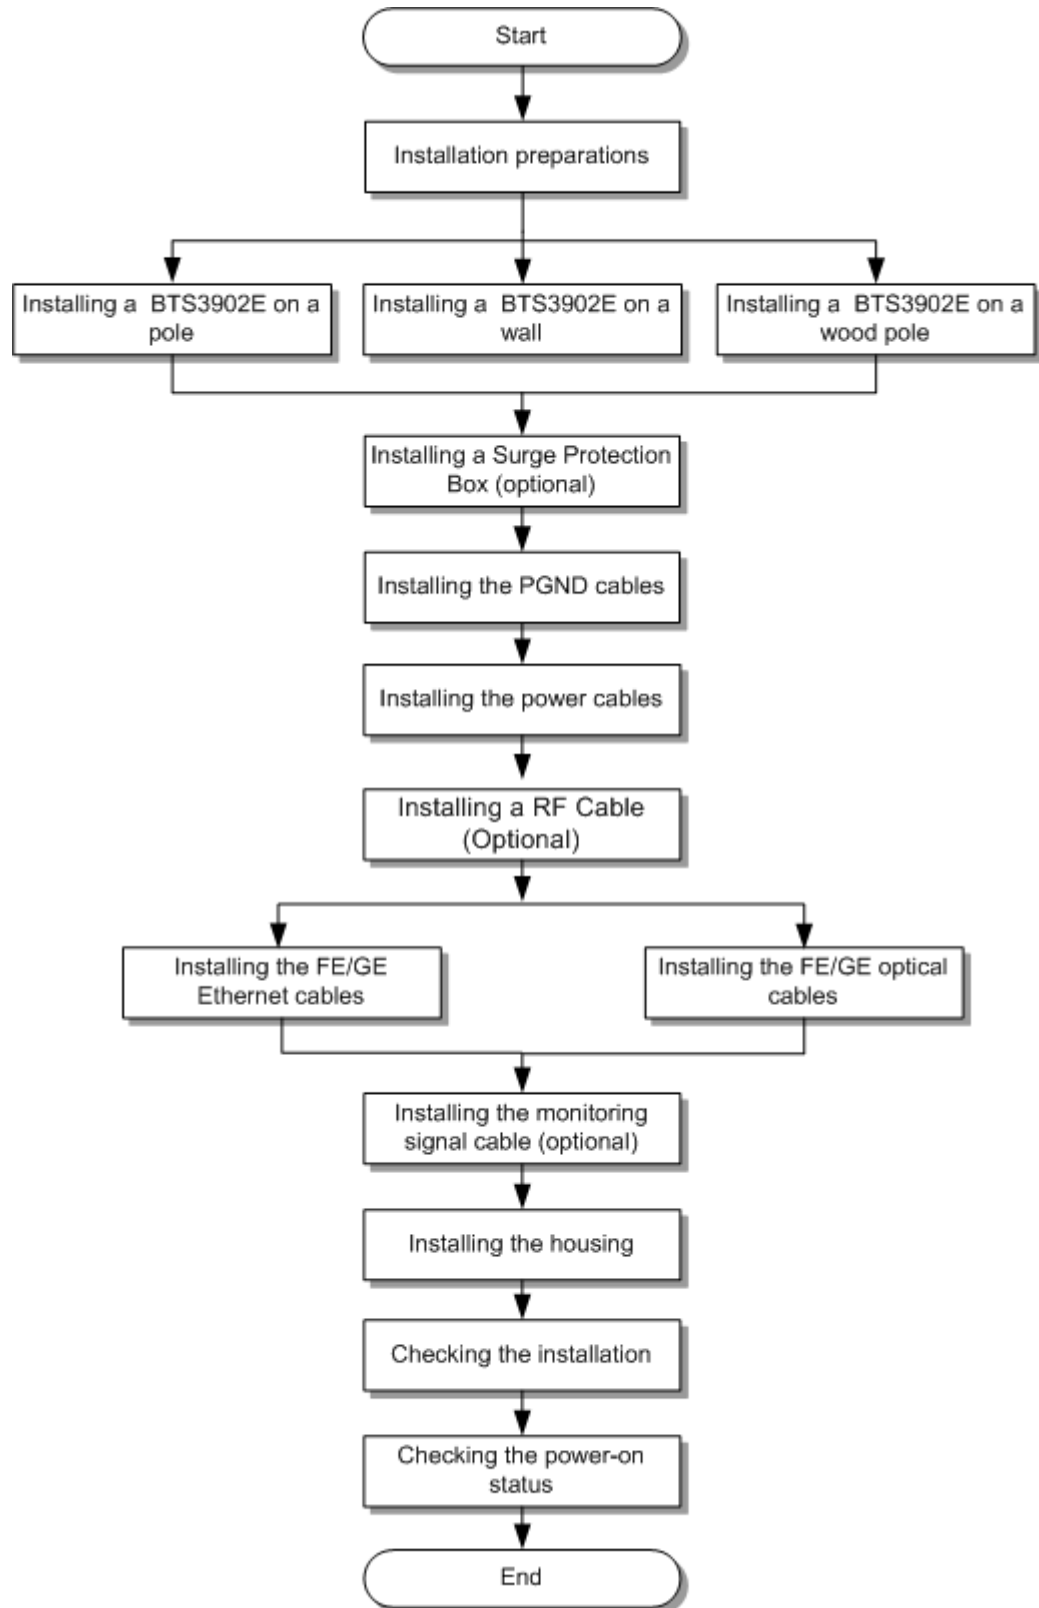 Start
Installation preparations
Installing a BTS3902E on a
pole
Installing a BTS3902E on a
wall
Installing a BTS3902E on a
wood pole
Installing a Surge Protection
Box (optional)
Installing the PGND cables
Installing the power cables
Installing a RF Cable
(Optional)
Installing the FE/GE
Ethernet cables
Installing the FE/GE optical
cables
Installing the monitoring
signal cable (optional)
Installing the housing
Checking the installation
Checking the power-on
status
End